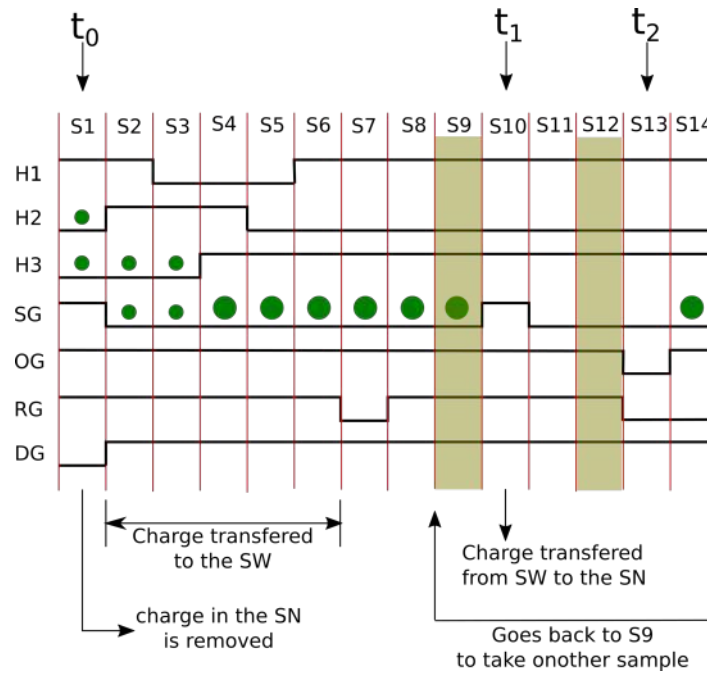 t0 t1 t2
S1 S2 S3 S4 S5 S6 S7 S8 S9 S10 S11 S12 S13 S14
H1
H2
H3
SG
OG
RG
DG
Charge transfered
to the SW
Charge transfered
from SW to the SN
charge in the SN
is removed
Goes back to S9
to take onother sample